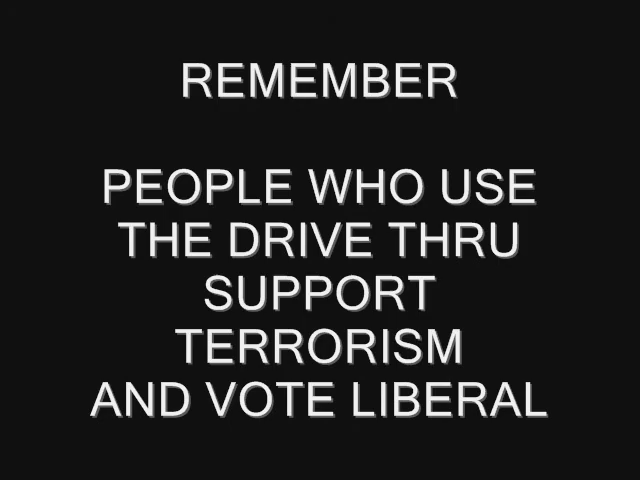 REMEMBER
PEOPLE WHO USE
THE DRIVE THRU
SUPPORT
TERRORISM
AND VOTE LIBERAL